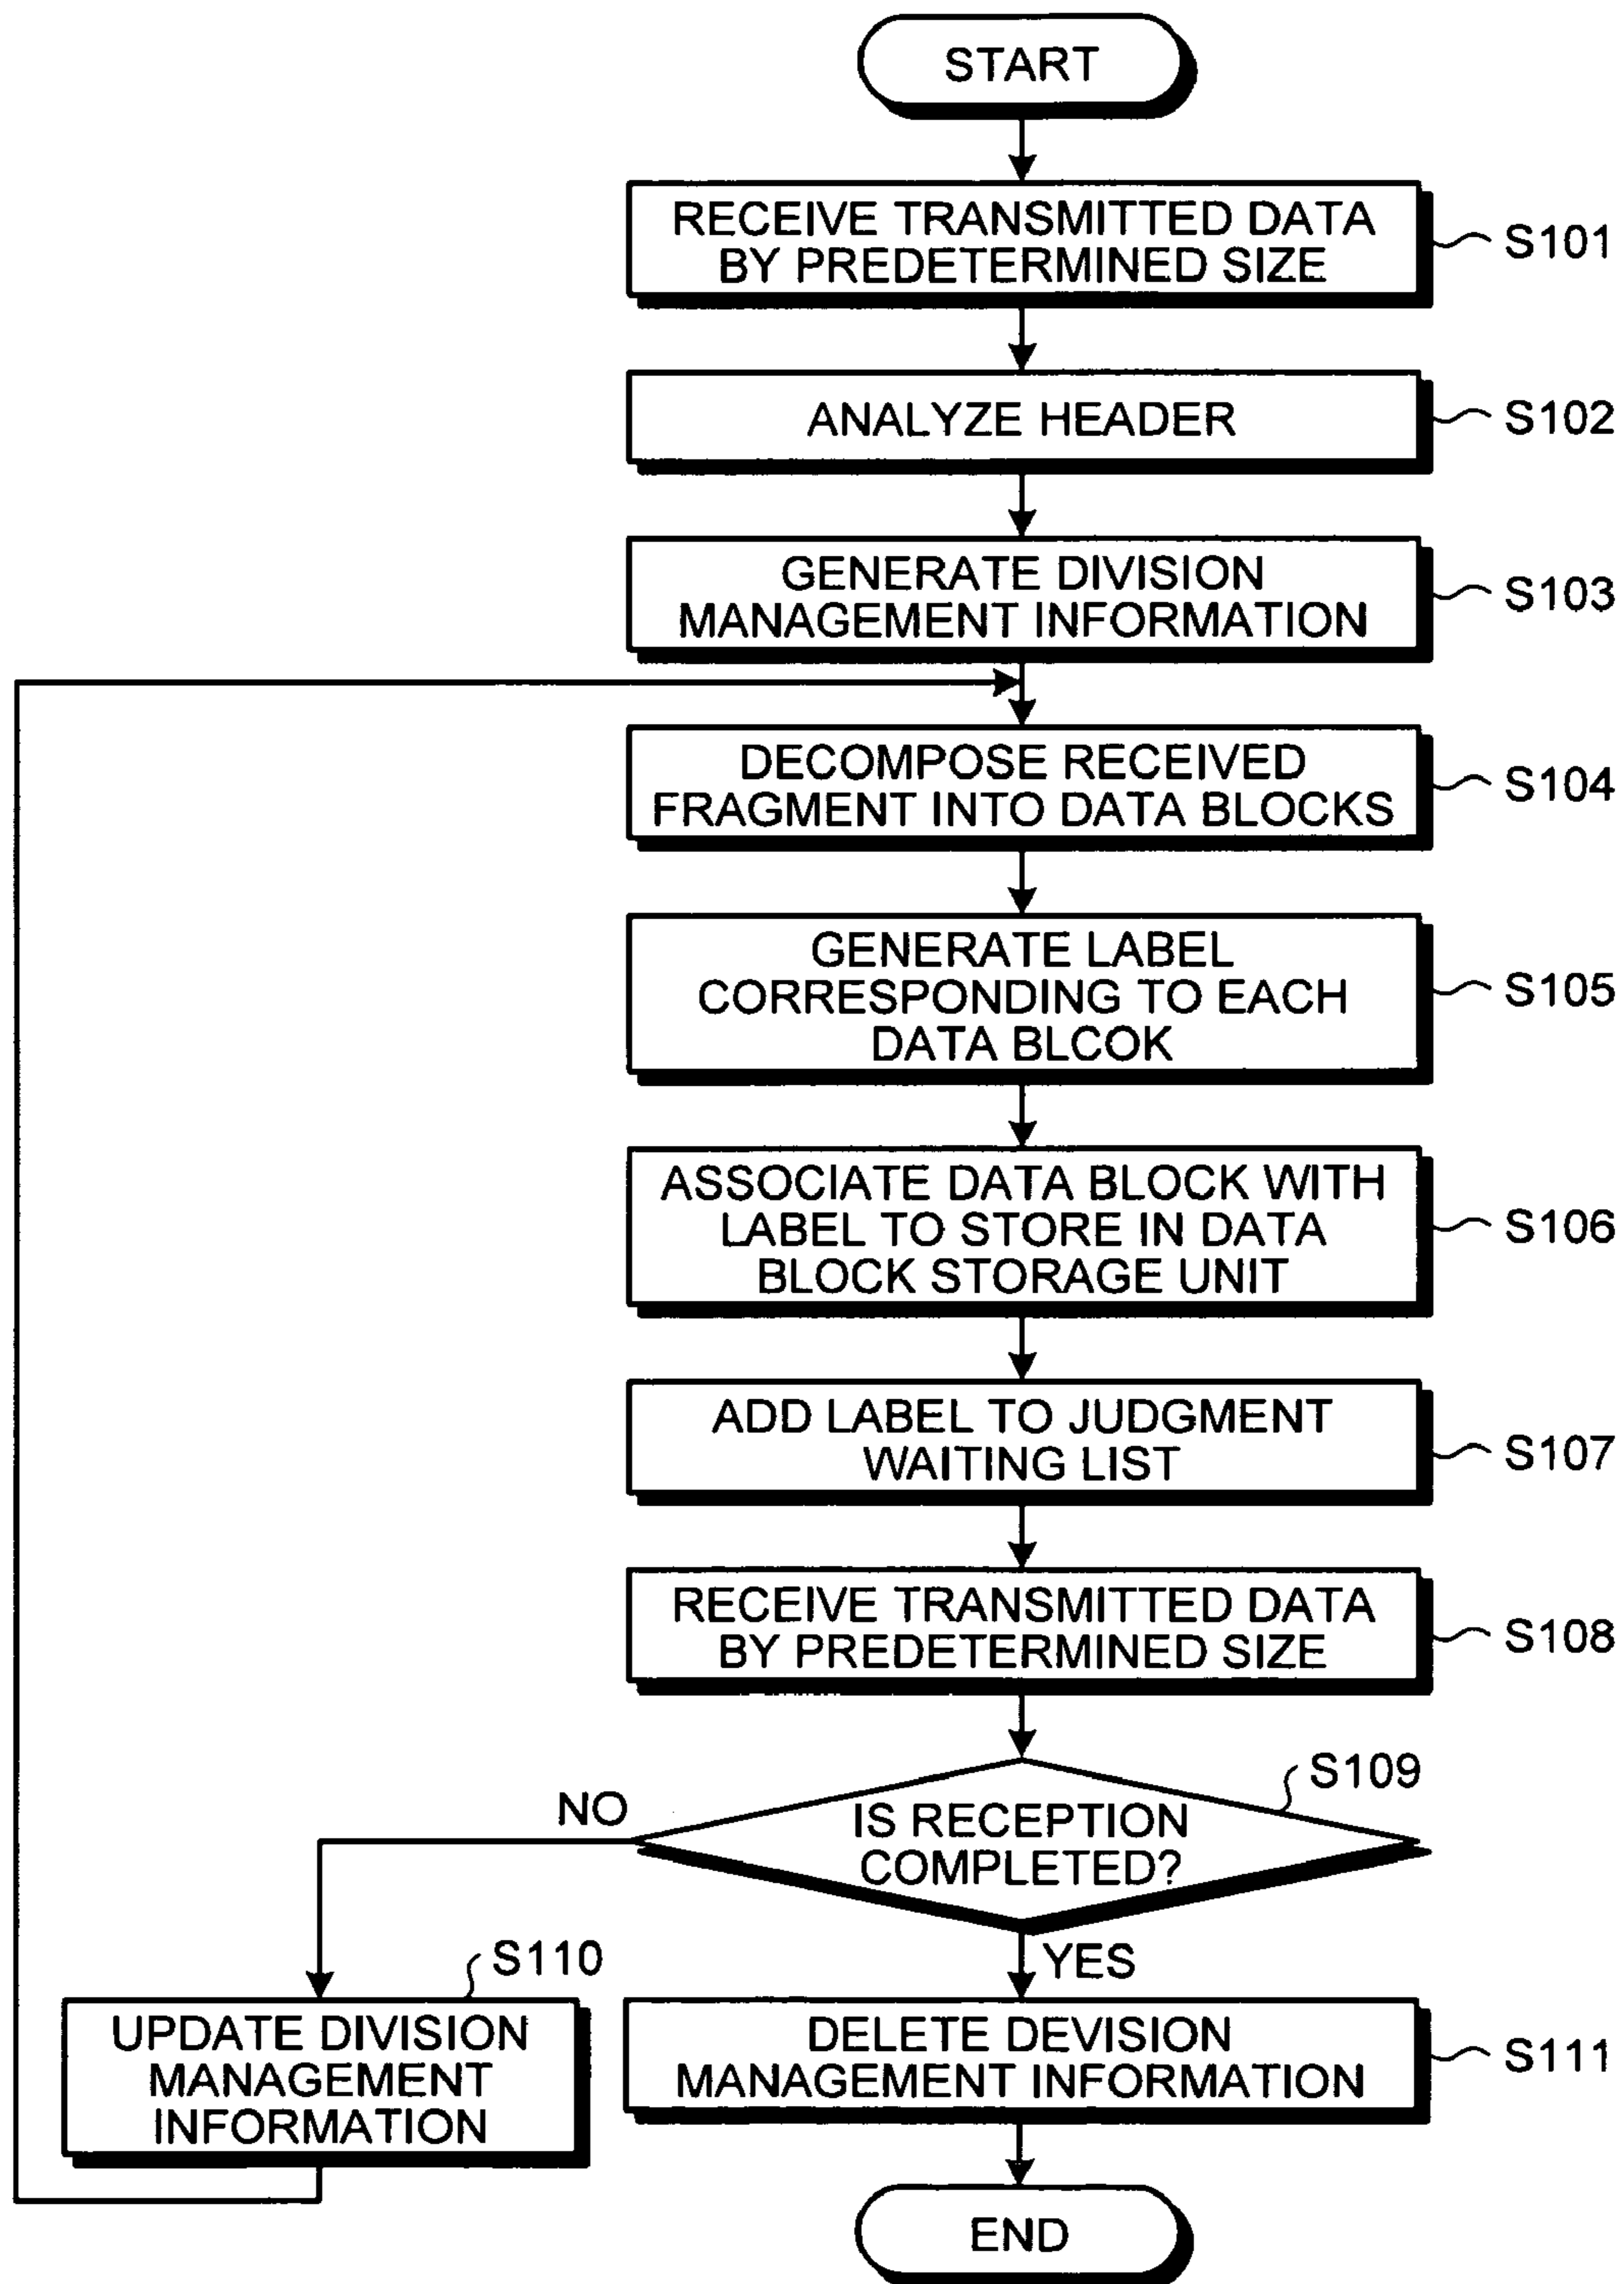 START
RECEIVE TRANSMITTED DATA
BY PREDETERMINED SIZE
S101
ANALYZE HEADER
S102
GENERATE DIVISION
MANAGEMENT INFORMATION
S103
DECOMPOSE RECEIVED
FRAGMENT INTO DATA BLOCKS
S104
GENERATE LABEL
CORRESPONDING TO EACH
DATA BLCOK
S105
ASSOCIATE DATA BLOCK WITH
LABEL TO STORE IN DATA
BLOCK STORAGE UNIT
S106
ADD LABEL TO JUDGMENT
WAITING LIST
S107
RECEIVE TRANSMITTED DATA
BY PREDETERMINED SIZE
S108
S109
NO
IS RECEPTION
COMPLETED?
YES
S110
UPDATE DIVISION
MANAGEMENT
INFORMATION
DELETE DEVISION
MANAGEMENT INFORMATION
S111
END